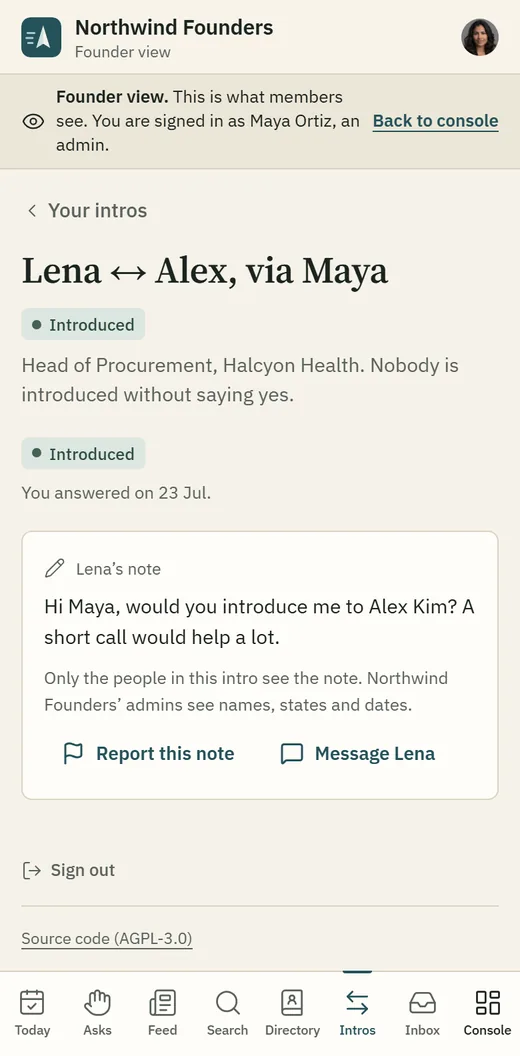 Northwind Founders
Founder view
Founder view. This is what members
see. You are signed in as Maya Ortiz, an
admin.
Back to console
Your intros
Lena ↔ Alex, via Maya
Introduced
Head of Procurement, Halcyon Health. Nobody is
introduced without saying yes.
Introduced
You answered on 23 Jul.
Lena’s note
Hi Maya, would you introduce me to Alex Kim? A
short call would help a lot.
Only the people in this intro see the note. Northwind
Founders’ admins see names, states and dates.
Report this note
Message Lena
Sign out
Source code (AGPL-3.0)
Today
Asks
Feed
Search
Directory
Intros
Inbox
Console